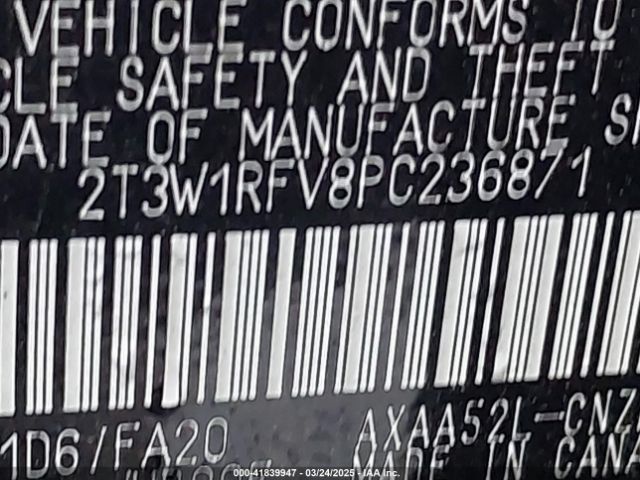 VEHICLE CONFORMS TO
CLE SAFETY AND THEFT
DATE OF MANUFACTURE S
2T3W1RFV8PC236871
1D6/FA20 AXAA52L-CNZ
MADE IN CANA
000-41839947 - 03/24/2025 - IAA Inc.